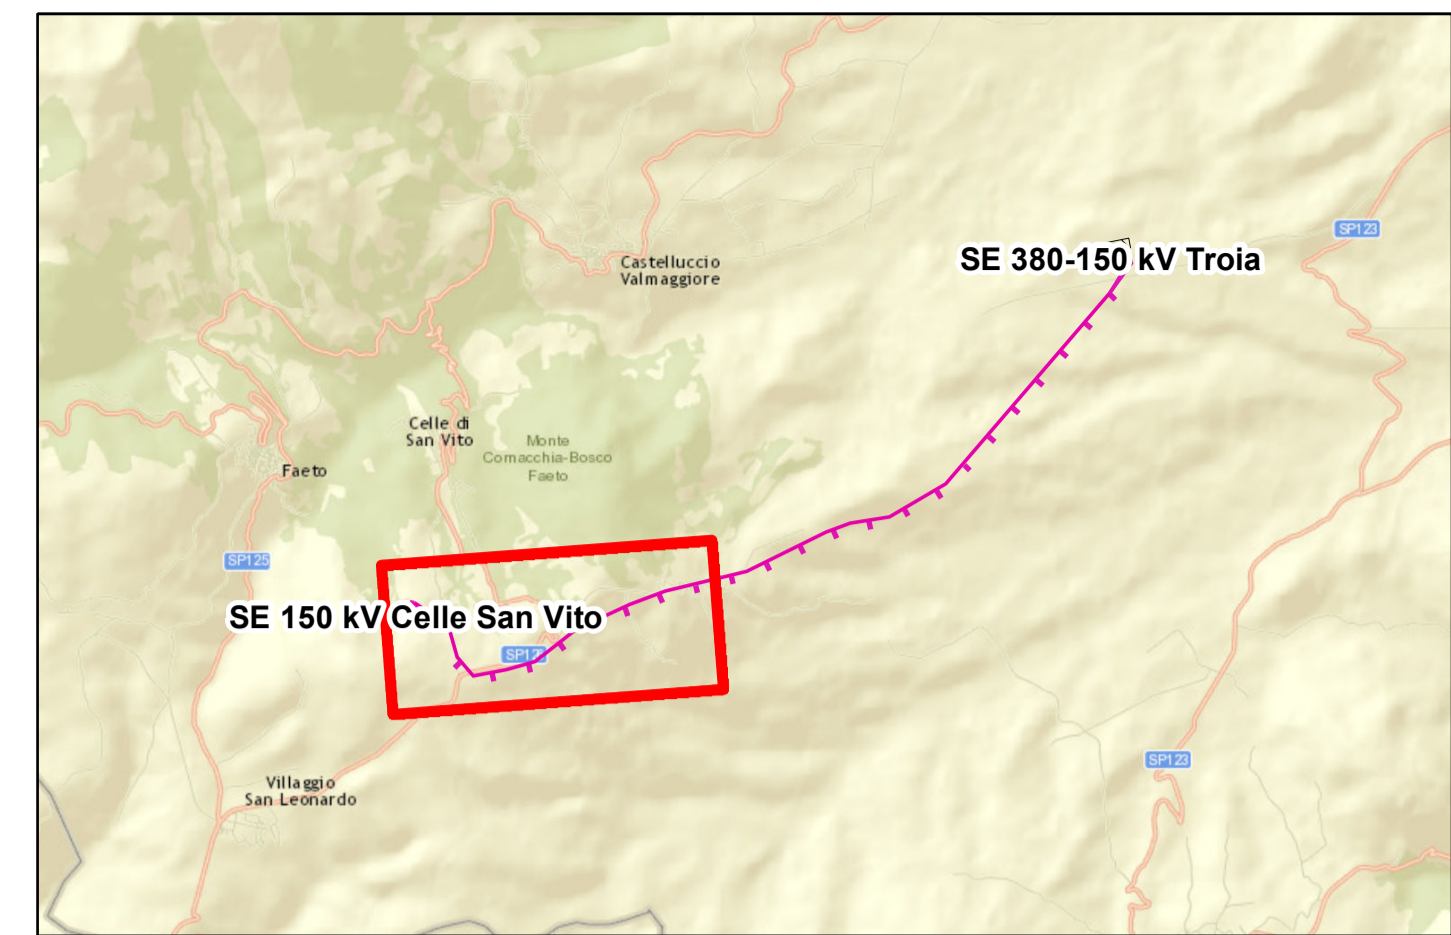 SP123
SE 380-150 kV Troia
Castelluccio
Valmaggiore
Celle di
San Vito
Monte
Cornacchia-Bosco
Faeto
Faeto
SP125
SE 150 kV Celle San Vito
SP125
SP123
Villaggio
San Leonardo